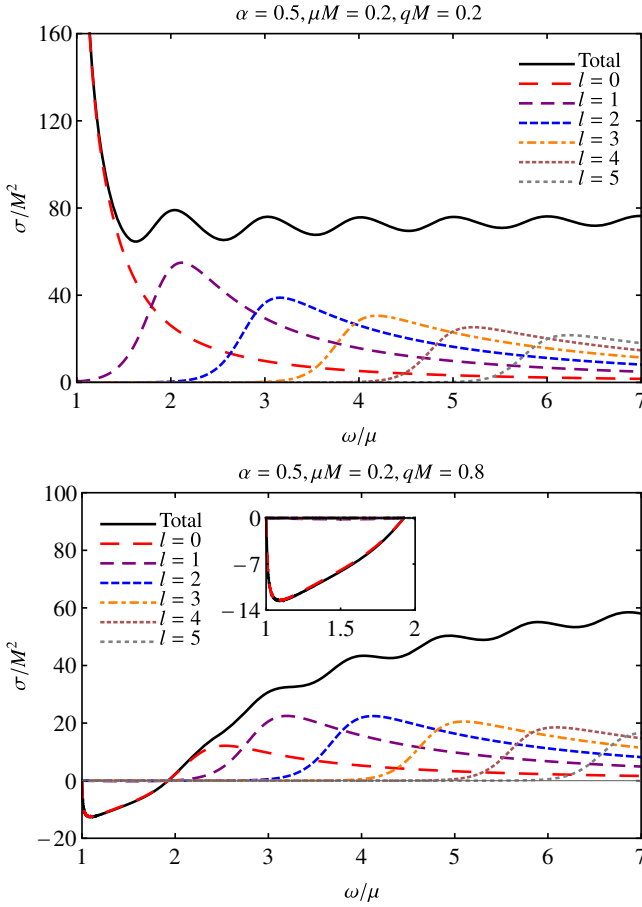 α = 0.5, μM = 0.2, qM = 0.2
160
120
80
40
0
σ/M²
Total
l = 0
l = 1
l = 2
l = 3
l = 4
l = 5
1 2 3 4 5 6 7
ω/μ
α = 0.5, μM = 0.2, qM = 0.8
100
80
60
40
20
0
−20
σ/M²
Total
l = 0
l = 1
l = 2
l = 3
l = 4
l = 5
0
−7
−14
1 1.5 2
1 2 3 4 5 6 7
ω/μ